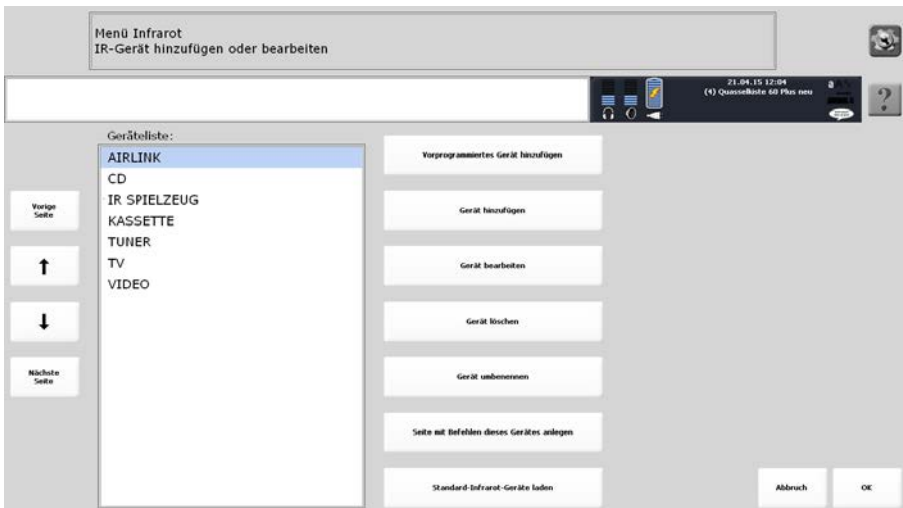 Menü Infrarot
IR-Gerät hinzufügen oder bearbeiten
21.04.15 12:04
(4) Quasselkiste 60 Plus neu
?
Geräteliste:
AIRLINK
CD
IR SPIELZEUG
KASSETTE
TUNER
TV
VIDEO
Vorige
Seite
↑
↓
Nächste
Seite
Vorprogrammiertes Gerät hinzufügen
Gerät hinzufügen
Gerät bearbeiten
Gerät löschen
Gerät umbenennen
Seite mit Befehlen dieses Gerätes anlegen
Standard-Infrarot-Geräte laden
Abbruch
OK